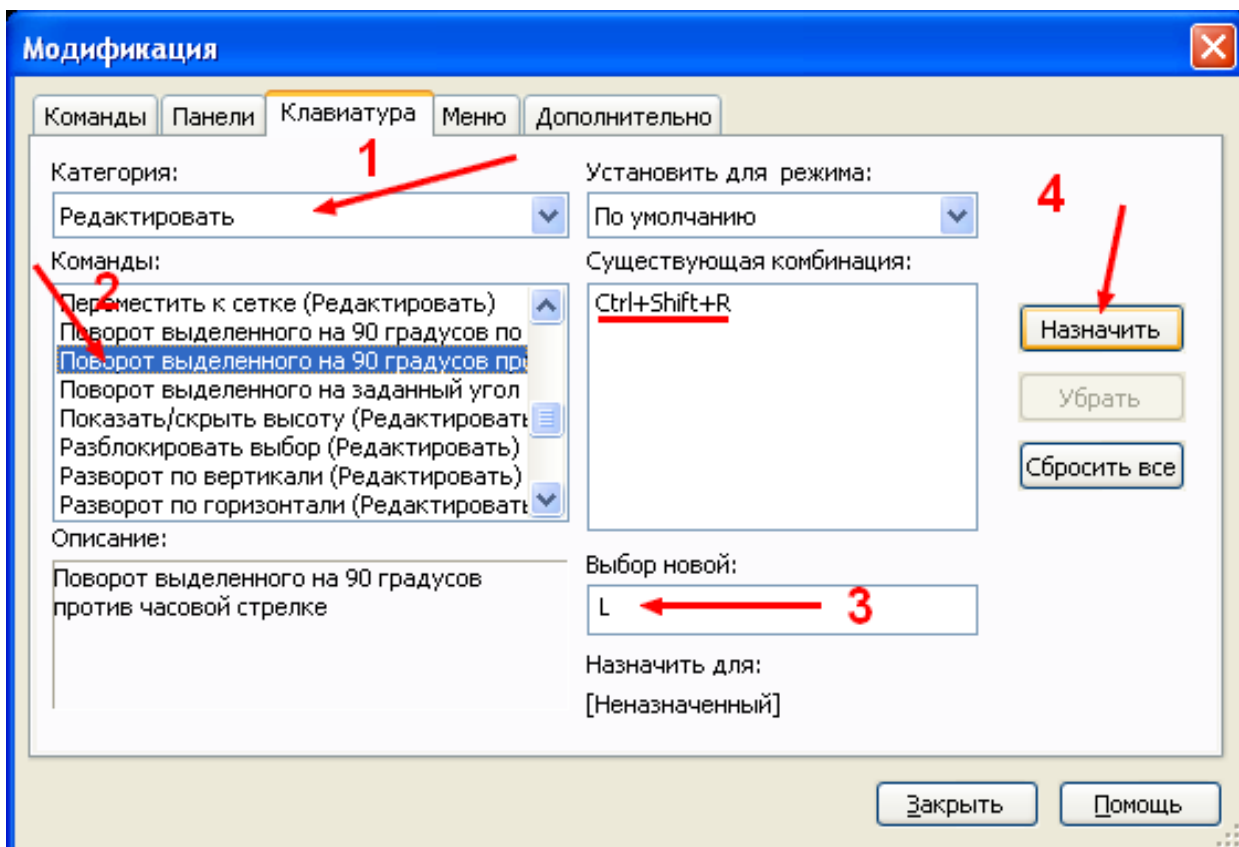 Модификация
Команды Панели Клавиатура Меню Дополнительно
1
Категория:
Редактировать
Установить для режима:
По умолчанию
4
Команды:
2
Переместить к сетке (Редактировать)
Поворот выделенного на 90 градусов по
Поворот выделенного на 90 градусов про
Поворот выделенного на заданный угол
Показать/скрыть высоту (Редактировать
Разблокировать выбор (Редактировать)
Разворот по вертикали (Редактировать)
Разворот по горизонтали (Редактировать
Существующая комбинация:
Ctrl+Shift+R
Назначить
Убрать
Сбросить все
Описание:
Поворот выделенного на 90 градусов
против часовой стрелке
Выбор новой:
L
3
Назначить для:
[Неназначенный]
Закрыть Помощь